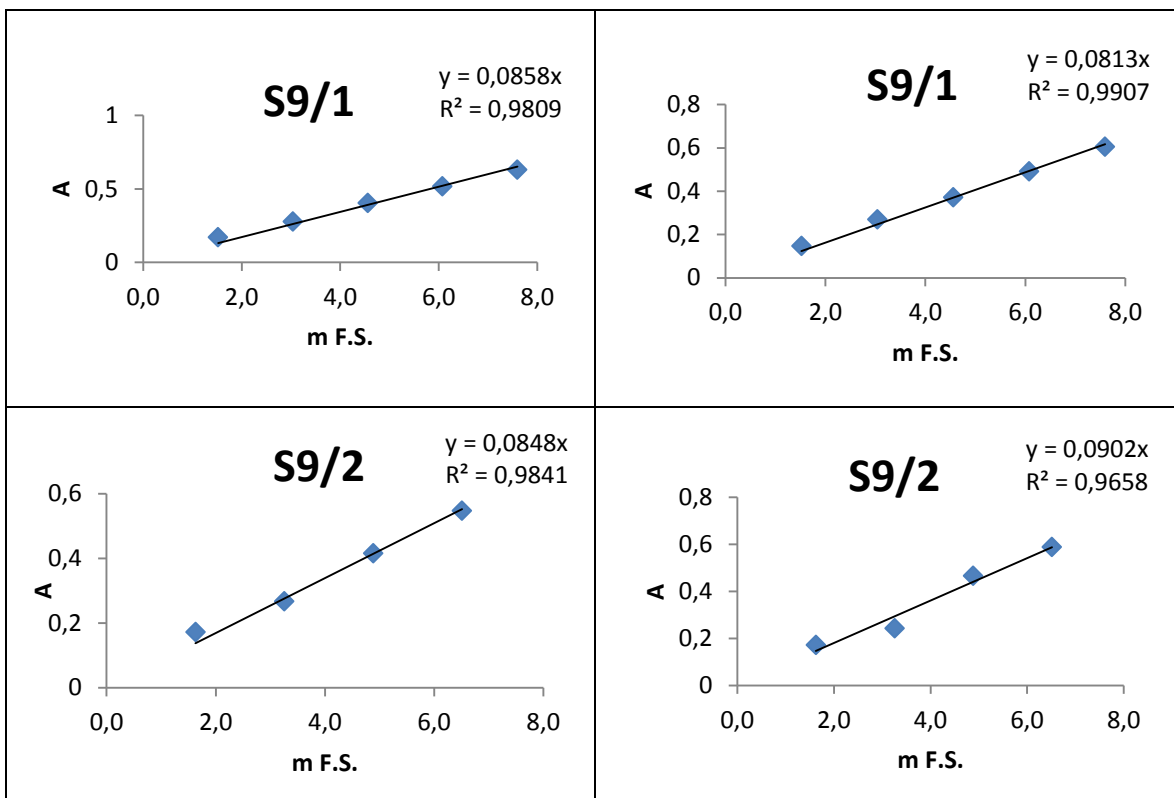 S9/1
y = 0,0858x
R² = 0,9809
1
0,5
0
A
0,0 2,0 4,0 6,0 8,0
m F.S.
S9/1
y = 0,0813x
R² = 0,9907
0,8
0,6
0,4
0,2
0
A
0,0 2,0 4,0 6,0 8,0
m F.S.
S9/2
y = 0,0848x
R² = 0,9841
0,6
0,4
0,2
0
A
0,0 2,0 4,0 6,0 8,0
m F.S.
S9/2
y = 0,0902x
R² = 0,9658
0,8
0,6
0,4
0,2
0
A
0,0 2,0 4,0 6,0 8,0
m F.S.